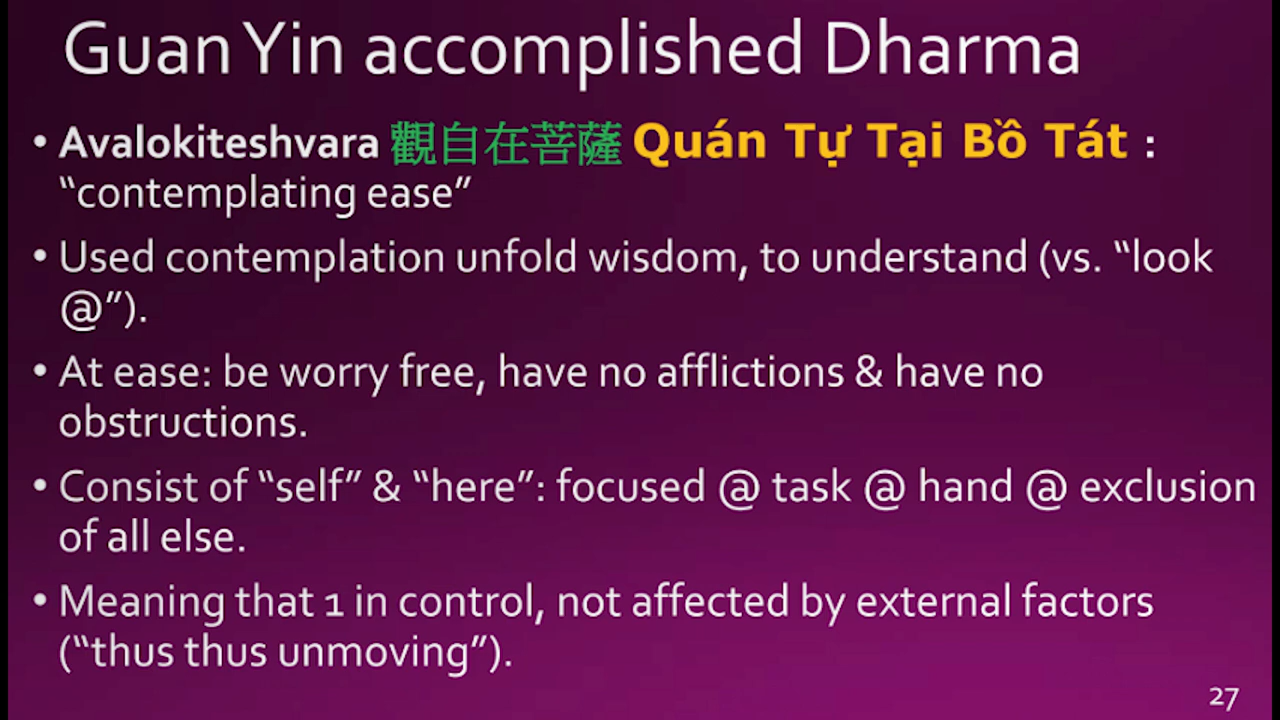 Guan Yin accomplished Dharma
• Avalokiteshvara 觀自在菩薩 Quán Tự Tại Bồ Tát :
“contemplating ease”
• Used contemplation unfold wisdom, to understand (vs. “look
@”).
• At ease: be worry free, have no afflictions & have no
obstructions.
• Consist of “self” & “here”: focused @ task @ hand @ exclusion
of all else.
• Meaning that 1 in control, not affected by external factors
(“thus thus unmoving”).
27